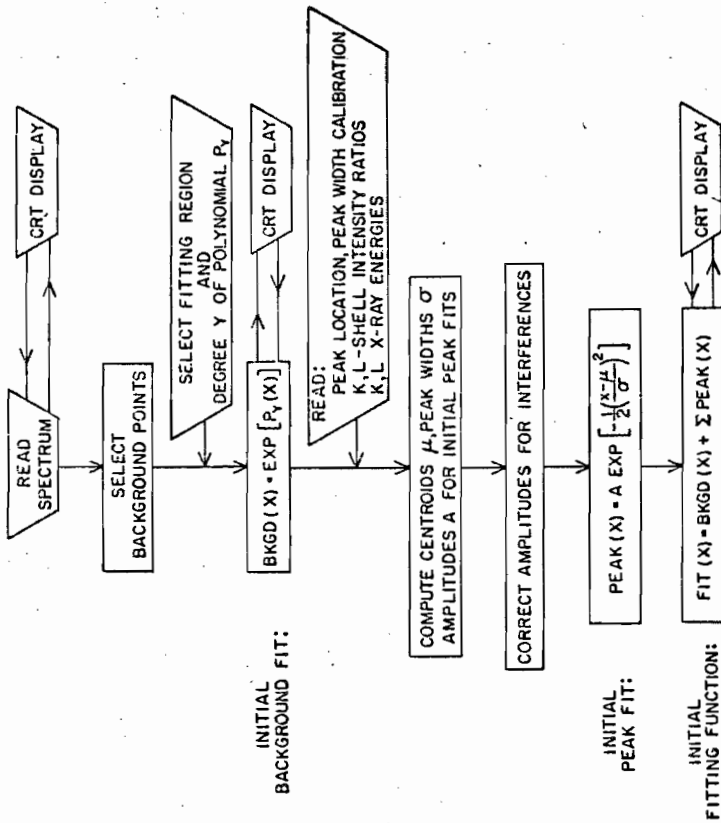 READ
SPECTRUM
CRT DISPLAY
SELECT
BACKGROUND POINTS
SELECT FITTING REGION
AND
DEGREE Y OF POLYNOMIAL Pγ
INITIAL
BACKGROUND FIT:
BKGD (X) = EXP [Pγ(X)]
CRT DISPLAY
READ:
PEAK LOCATION, PEAK WIDTH CALIBRATION
K, L-SHELL INTENSITY RATIOS
K, L X-RAY ENERGIES
COMPUTE CENTROIDS μ, PEAK WIDTHS σ
AMPLITUDES A FOR INITIAL PEAK FITS
CORRECT AMPLITUDES FOR INTERFERENCES
INITIAL
PEAK FIT:
PEAK (X) = A EXP [-1/2((x-μ)/σ)²]
INITIAL
FITTING FUNCTION:
FIT (X) = BKGD (X) + Σ PEAK (X)
CRT DISPLAY